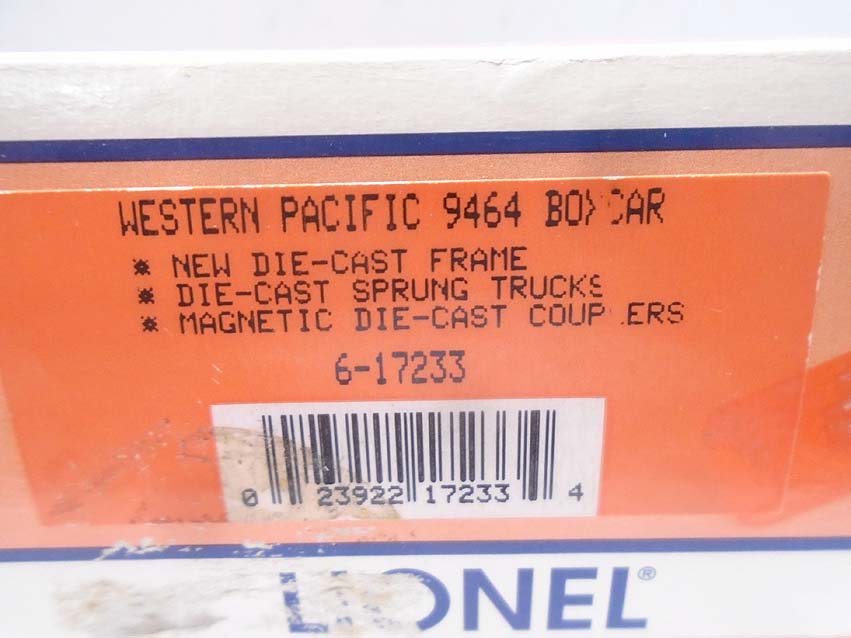 WESTERN PACIFIC 9464 BOXCAR
* NEW DIE-CAST FRAME
* DIE-CAST SPRUNG TRUCKS
* MAGNETIC DIE-CAST COUPLERS
6-17233
0 23922 17233 4
LIONEL®